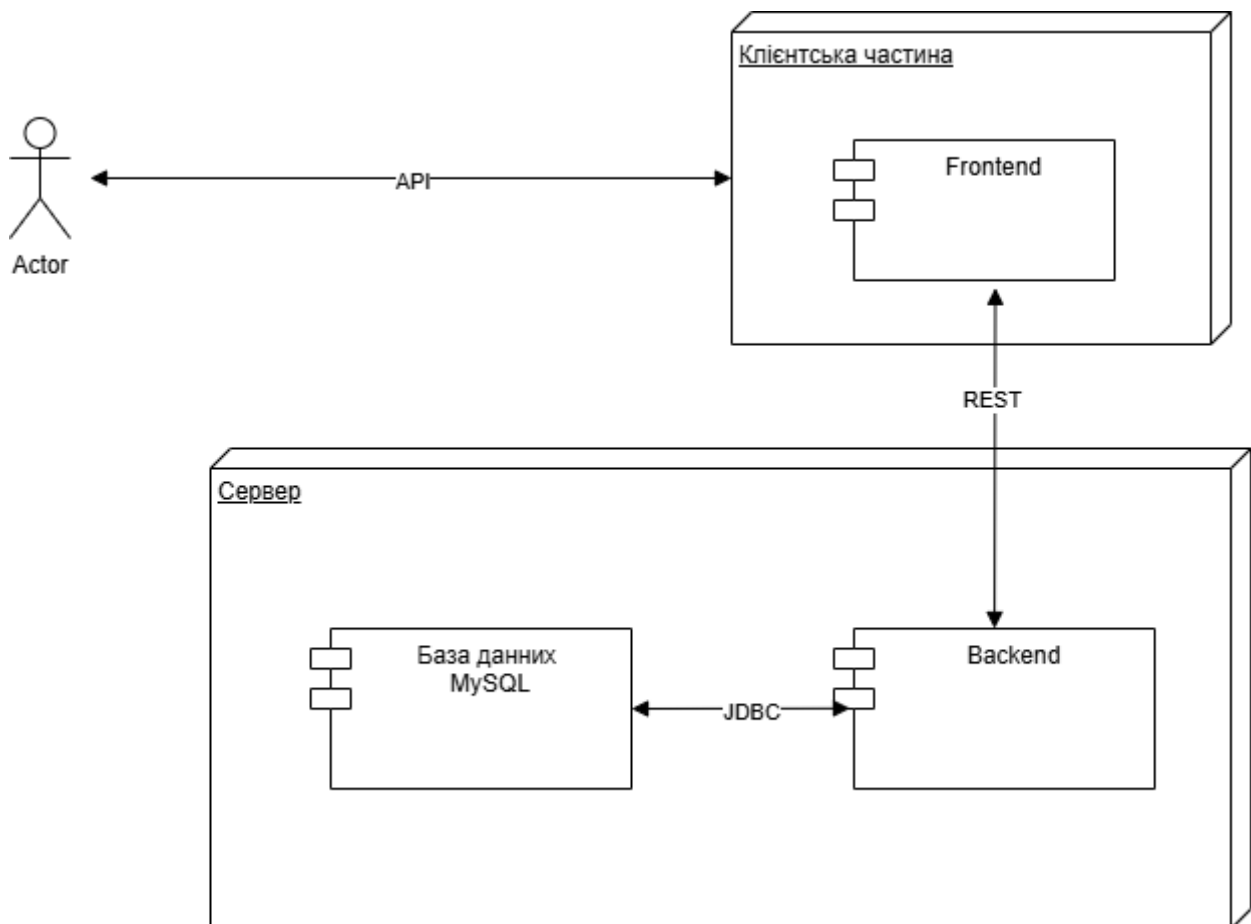 Клієнтська частина
Frontend
API
Actor
REST
Сервер
База данних
MySQL
Backend
JDBC